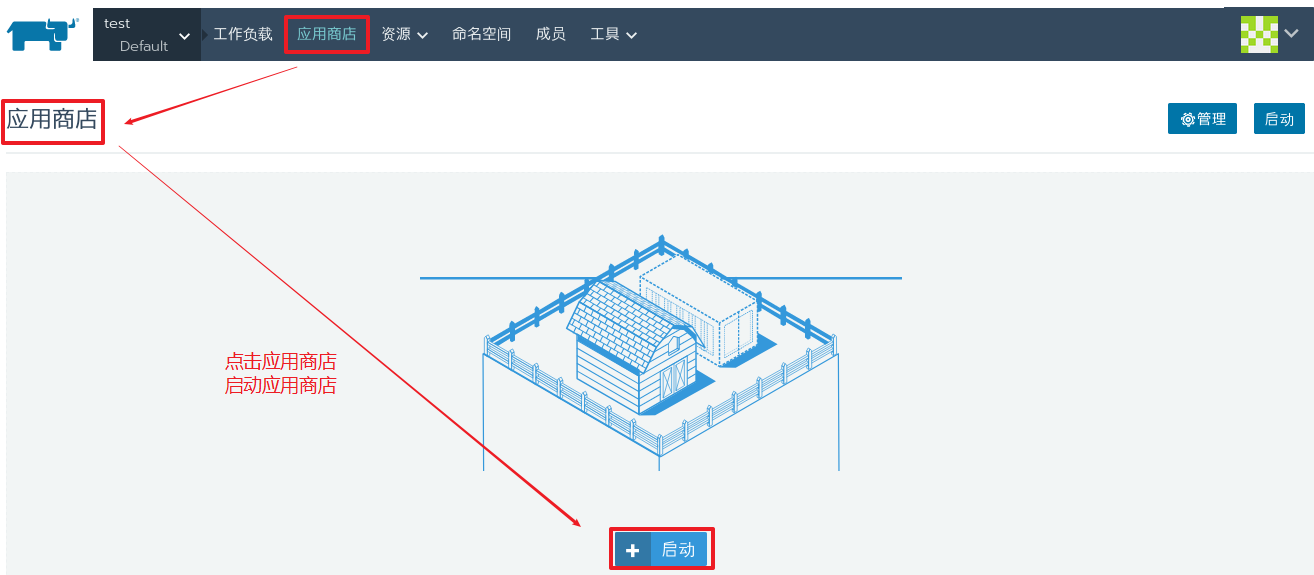 test
Default
工作负载
应用商店
资源
命名空间
成员
工具
应用商店
管理
启动
点击应用商店
启动应用商店
启动